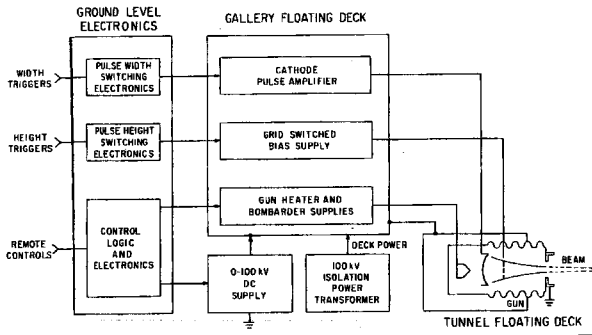 GROUND LEVEL
ELECTRONICS
GALLERY FLOATING DECK
WIDTH
TRIGGERS
PULSE WIDTH
SWITCHING
ELECTRONICS
CATHODE
PULSE AMPLIFIER
HEIGHT
TRIGGERS
PULSE HEIGHT
SWITCHING
ELECTRONICS
GRID SWITCHED
BIAS SUPPLY
GUN HEATER AND
BOMBARDER SUPPLIES
REMOTE
CONTROLS
CONTROL
LOGIC
AND
ELECTRONICS
DECK POWER
0-100 kV
DC
SUPPLY
100 kV
ISOLATION
POWER
TRANSFORMER
BEAM
GUN
TUNNEL FLOATING DECK